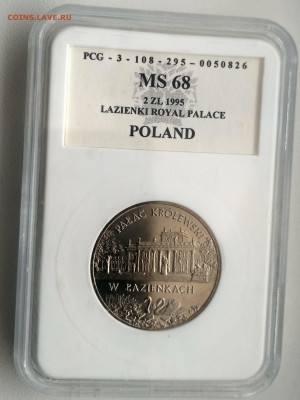 COINS.LAVE.RU
PCG - 3 - 108 - 295 - 0050826
MS 68
2 ZL 1995
LAZIENKI ROYAL PALACE
POLAND
PAŁAC KRÓLEWSKI
W ŁAZIENKACH